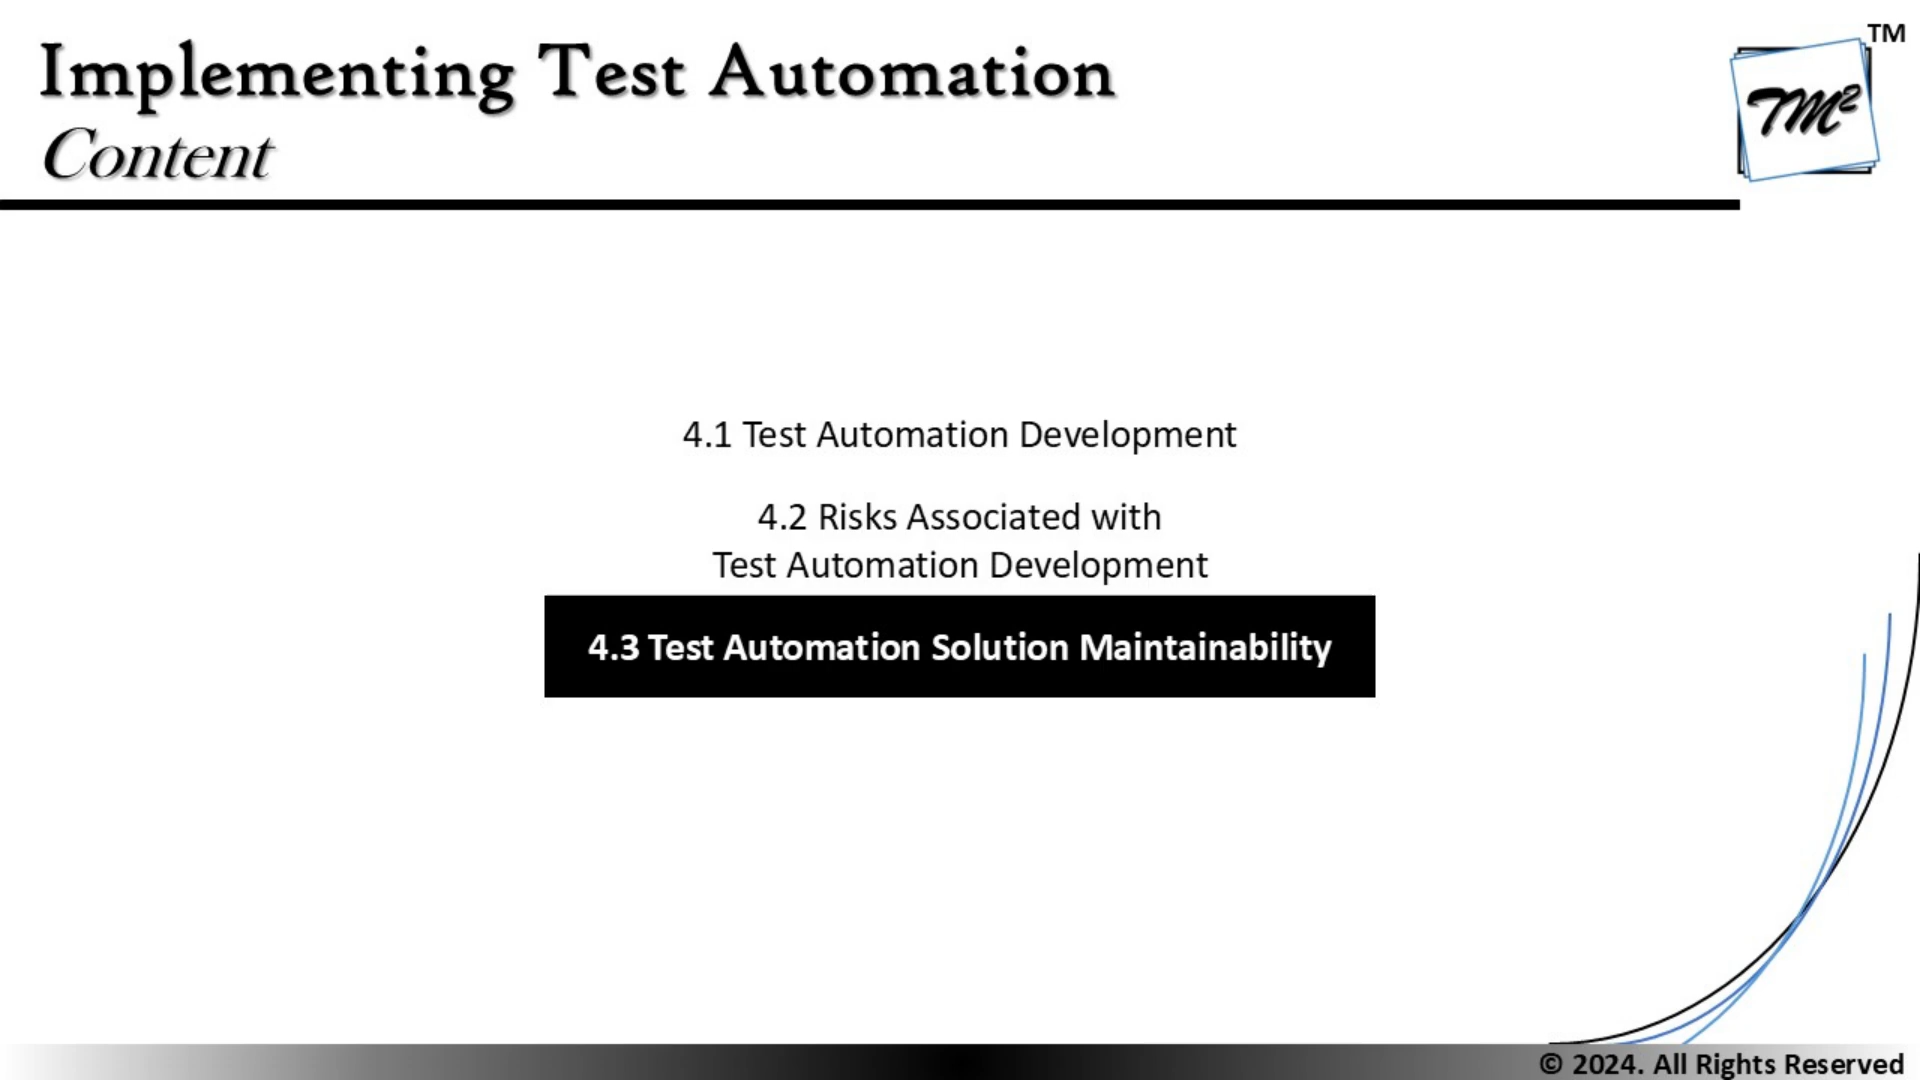 Implementing Test Automation
Content
TM
TM²
4.1 Test Automation Development
4.2 Risks Associated with
Test Automation Development
4.3 Test Automation Solution Maintainability
© 2024. All Rights Reserved